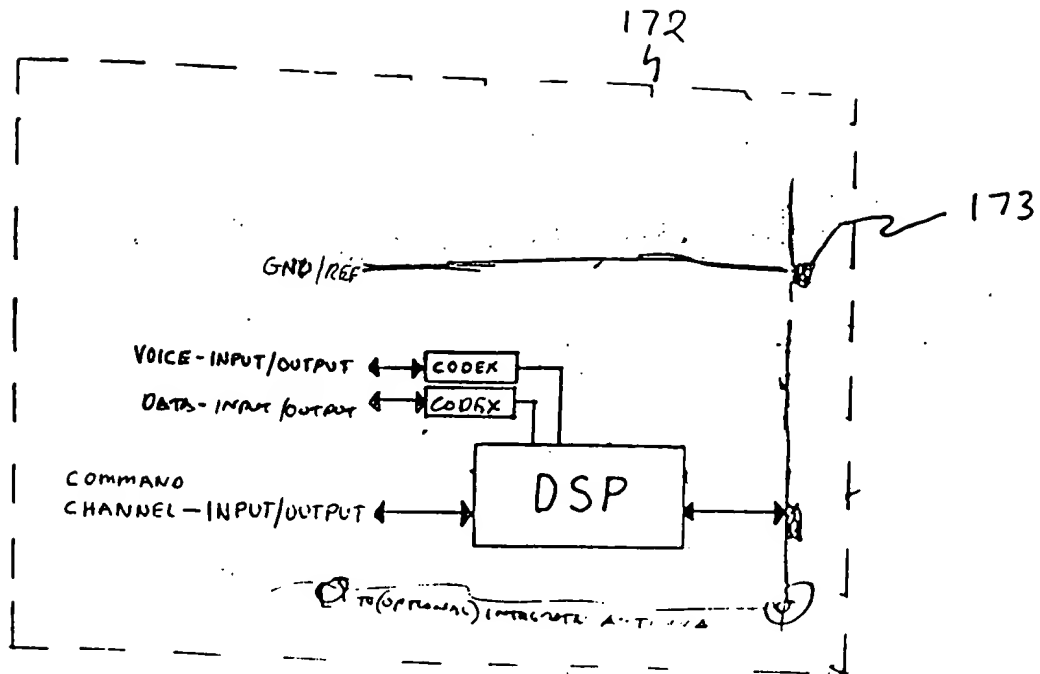 172
173
GND/REF
VOICE-INPUT/OUTPUT
CODEX
DATA-INPUT/OUTPUT
CODEX
COMMAND
CHANNEL-INPUT/OUTPUT
DSP
TO (OPTIONAL)